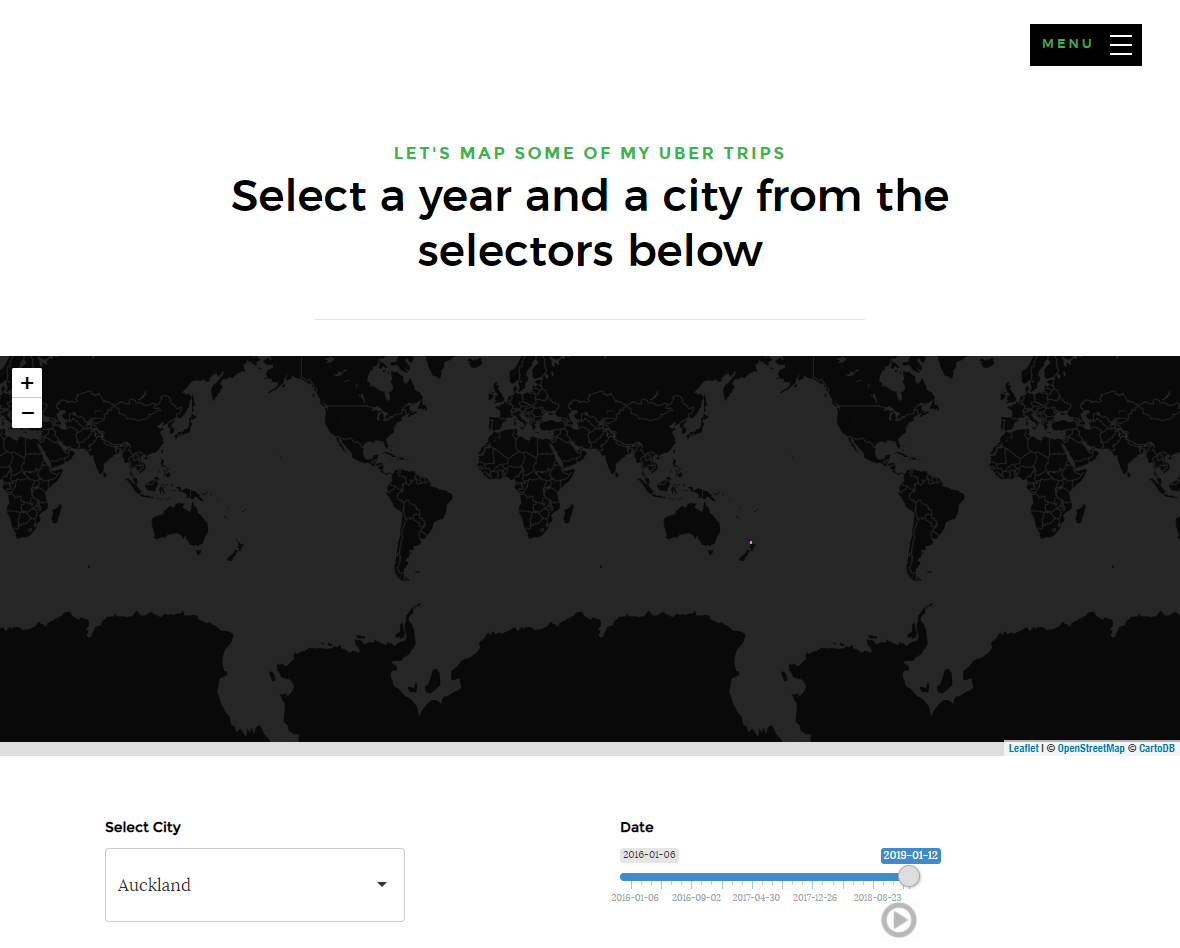 MENU
LET'S MAP SOME OF MY UBER TRIPS
Select a year and a city from the
selectors below
+
−
Leaflet | © OpenStreetMap © CartoDB
Select City
Auckland
Date
2016-01-06
2019-01-12
2016-01-06 2016-09-02 2017-04-30 2017-12-26 2018-08-23